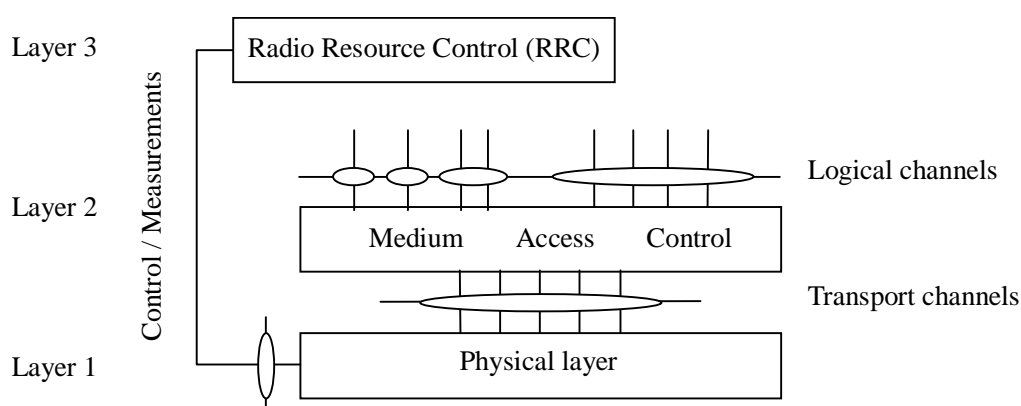 Layer 3
Radio Resource Control (RRC)
Control / Measurements
Logical channels
Layer 2
Medium Access Control
Transport channels
Layer 1
Physical layer